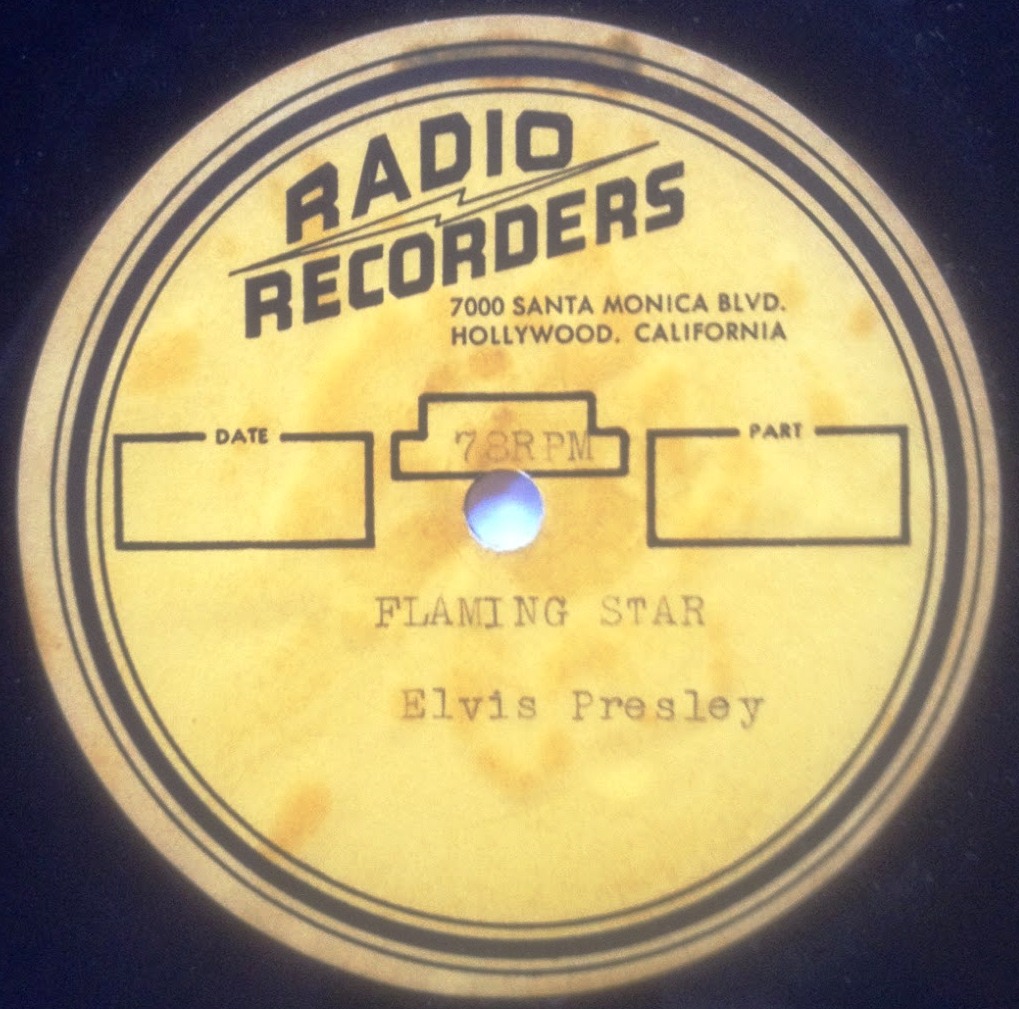 RADIO
RECORDERS
7000 SANTA MONICA BLVD.
HOLLYWOOD, CALIFORNIA
DATE
78RPM
PART
FLAMING STAR
Elvis Presley